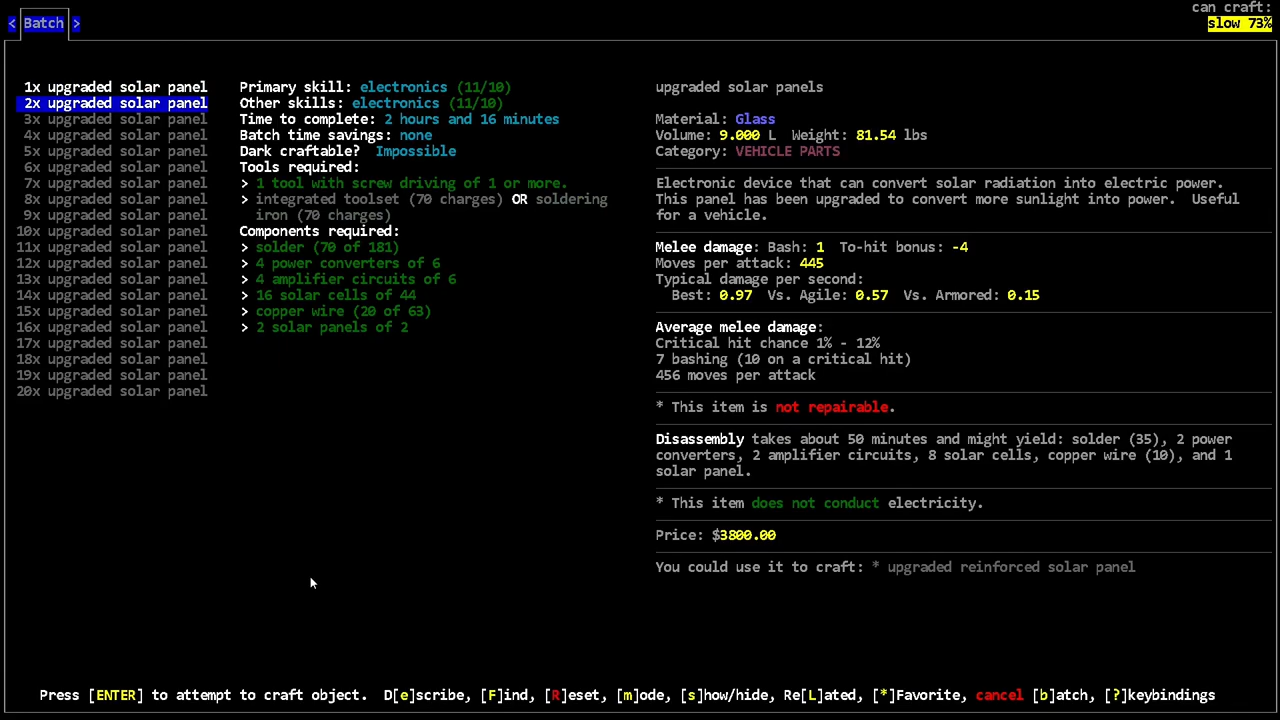 can craft:
< Batch > slow 73%
1x upgraded solar panel
2x upgraded solar panel
3x upgraded solar panel
4x upgraded solar panel
5x upgraded solar panel
6x upgraded solar panel
7x upgraded solar panel
8x upgraded solar panel
9x upgraded solar panel
10x upgraded solar panel
11x upgraded solar panel
12x upgraded solar panel
13x upgraded solar panel
14x upgraded solar panel
15x upgraded solar panel
16x upgraded solar panel
17x upgraded solar panel
18x upgraded solar panel
19x upgraded solar panel
20x upgraded solar panel
Primary skill: electronics (11/10)
Other skills: electronics (11/10)
Time to complete: 2 hours and 16 minutes
Batch time savings: none
Dark craftable? Impossible
Tools required:
> 1 tool with screw driving of 1 or more.
> integrated toolset (70 charges) OR soldering
iron (70 charges)
Components required:
> solder (70 of 181)
> 4 power converters of 6
> 4 amplifier circuits of 6
> 16 solar cells of 44
> copper wire (20 of 63)
> 2 solar panels of 2
upgraded solar panels
Material: Glass
Volume: 9.000 L Weight: 81.54 lbs
Category: VEHICLE PARTS
Electronic device that can convert solar radiation into electric power.
This panel has been upgraded to convert more sunlight into power. Useful
for a vehicle.
Melee damage: Bash: 1 To-hit bonus: -4
Moves per attack: 445
Typical damage per second:
Best: 0.97 Vs. Agile: 0.57 Vs. Armored: 0.15
Average melee damage:
Critical hit chance 1% - 12%
7 bashing (10 on a critical hit)
456 moves per attack
* This item is not repairable.
Disassembly takes about 50 minutes and might yield: solder (35), 2 power
converters, 2 amplifier circuits, 8 solar cells, copper wire (10), and 1
solar panel.
* This item does not conduct electricity.
Price: $3800.00
You could use it to craft: * upgraded reinforced solar panel
Press [ENTER] to attempt to craft object. D[e]scribe, [F]ind, [R]eset, [m]ode, [s]how/hide, Re[L]ated, [*]Favorite, cancel [b]atch, [?]keybindings